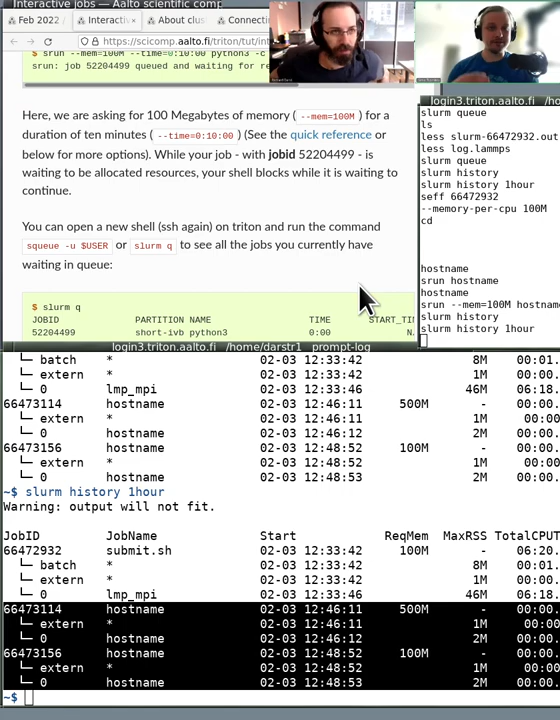 Interactive jobs — Aalto scientific comp
Feb 2022 /
Interactiv
About clus
Connectin
https://scicomp.aalto.fi/triton/tut/int
$ srun --mem=100M --time=0:10:00 python3 -c
srun: job 52204499 queued and waiting for re
Here, we are asking for 100 Megabytes of memory ( --mem=100M ) for a
duration of ten minutes ( --time=0:10:00 ) (See the quick reference or
below for more options). While your job - with jobid 52204499 - is
waiting to be allocated resources, your shell blocks while it is waiting to
continue.
You can open a new shell (ssh again) on triton and run the command
squeue -u $USER or slurm q to see all the jobs you currently have
waiting in queue:
$ slurm q
JOBID PARTITION NAME TIME START_TIM
52204499 short-ivb python3 0:00 N.
login3.triton.aalto.fi /ho
slurm queue
ls
less slurm-66472932.out
less log.lammps
slurm queue
slurm history
slurm history 1hour
seff 66472932
--memory-per-cpu 100M
cd
hostname
srun hostname
hostname
srun --mem=100M hostname
slurm history
slurm history 1hour
login3.triton.aalto.fi /home/darstr1 prompt-log
└─ batch * 02-03 12:33:42 8M 00:01.
└─ extern * 02-03 12:33:42 1M 00:00.
└─ 0 lmp_mpi 02-03 12:33:46 46M 06:18.
66473114 hostname 02-03 12:46:11 500M - 00:00.
└─ extern * 02-03 12:46:11 1M 00:00
└─ 0 hostname 02-03 12:46:12 2M 00:00.
66473156 hostname 02-03 12:48:52 100M - 00:00.
└─ extern * 02-03 12:48:52 1M 00:00
└─ 0 hostname 02-03 12:48:53 2M 00:00.
~$ slurm history 1hour
Warning: output will not fit.
JobID JobName Start ReqMem MaxRSS TotalCPUT
66472932 submit.sh 02-03 12:33:42 100M - 06:20.
└─ batch * 02-03 12:33:42 8M 00:01.
└─ extern * 02-03 12:33:42 1M 00:00.
└─ 0 lmp_mpi 02-03 12:33:46 46M 06:18.
66473114 hostname 02-03 12:46:11 500M - 00:00.
└─ extern * 02-03 12:46:11 1M 00:00
└─ 0 hostname 02-03 12:46:12 2M 00:00.
66473156 hostname 02-03 12:48:52 100M - 00:00.
└─ extern * 02-03 12:48:52 1M 00:00
└─ 0 hostname 02-03 12:48:53 2M 00:00.
~$